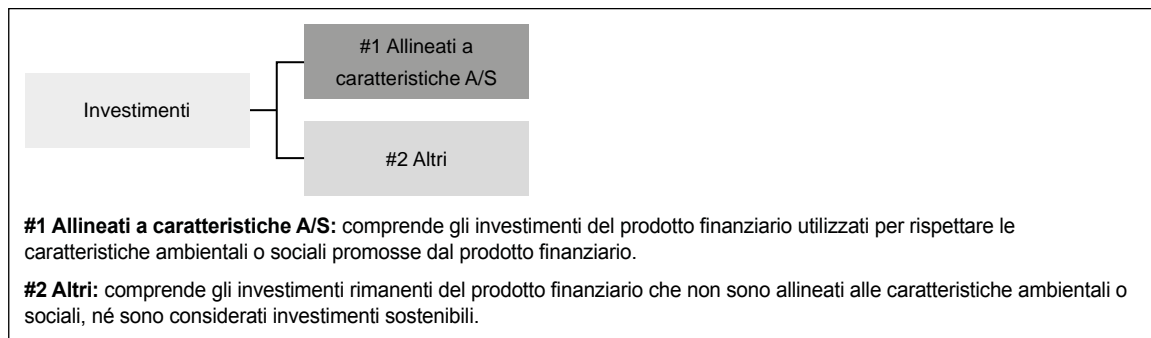 #1 Allineati a
caratteristiche A/S
Investimenti
#2 Altri
#1 Allineati a caratteristiche A/S: comprende gli investimenti del prodotto finanziario utilizzati per rispettare le
caratteristiche ambientali o sociali promosse dal prodotto finanziario.
#2 Altri: comprende gli investimenti rimanenti del prodotto finanziario che non sono allineati alle caratteristiche ambientali o
sociali, né sono considerati investimenti sostenibili.